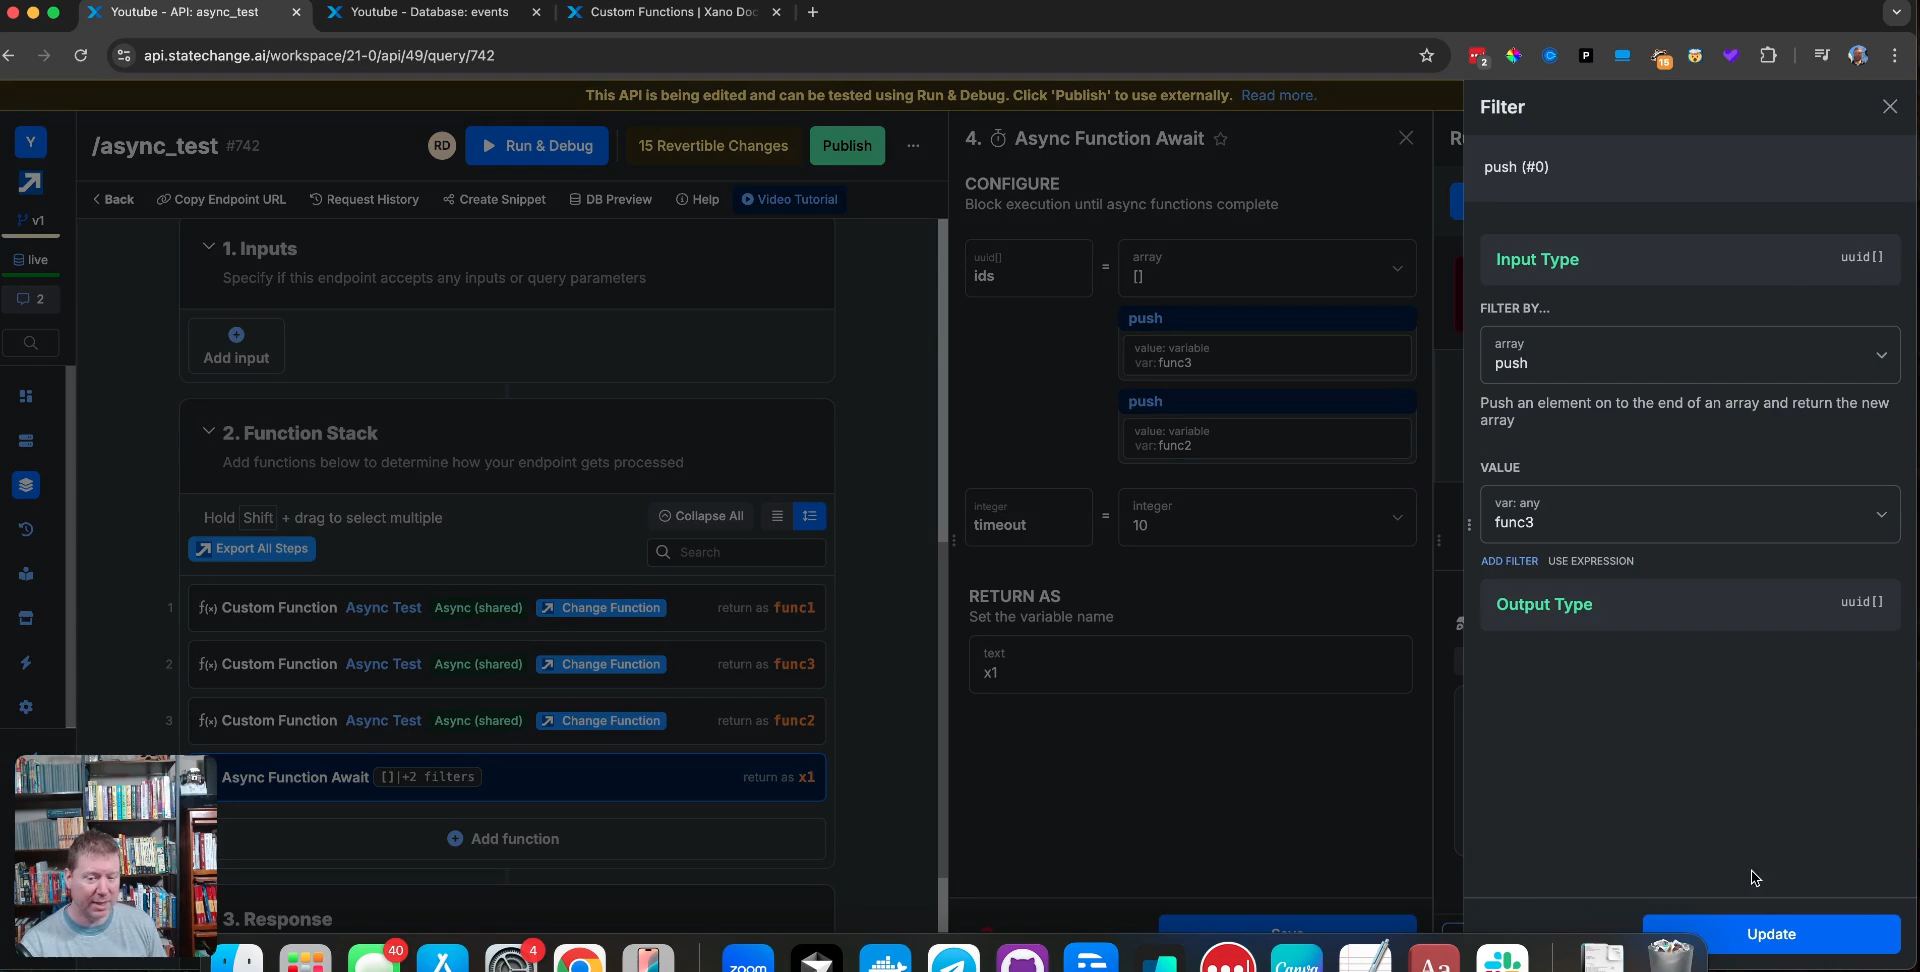 Youtube - API: async_test
Youtube - Database: events
Custom Functions | Xano Doc
api.statechange.ai/workspace/21-0/api/49/query/742
2
P
15
This API is being edited and can be tested using Run & Debug. Click 'Publish' to use externally. Read more.
Y
v1
live
2
/async_test #742
RD
Run & Debug
15 Revertible Changes
Publish
Back
Copy Endpoint URL
Request History
Create Snippet
DB Preview
Help
Video Tutorial
1. Inputs
Specify if this endpoint accepts any inputs or query parameters
Add input
2. Function Stack
Add functions below to determine how your endpoint gets processed
Hold Shift + drag to select multiple
Collapse All
Export All Steps
Search
1 f(x) Custom Function Async Test Async (shared) Change Function return as func1
2 f(x) Custom Function Async Test Async (shared) Change Function return as func3
3 f(x) Custom Function Async Test Async (shared) Change Function return as func2
Async Function Await []|+2 filters return as x1
Add function
3. Response
4. Async Function Await
CONFIGURE
Block execution until async functions complete
uuid[]
ids
=
array
[]
push
value: variable
var: func3
push
value: variable
var: func2
integer
timeout
=
integer
10
RETURN AS
Set the variable name
text
x1
Save
Filter
push (#0)
Input Type uuid[]
FILTER BY...
array
push
Push an element on to the end of an array and return the new
array
VALUE
var: any
func3
ADD FILTER USE EXPRESSION
Output Type uuid[]
Update
40
4
zoom
Canva
Aa